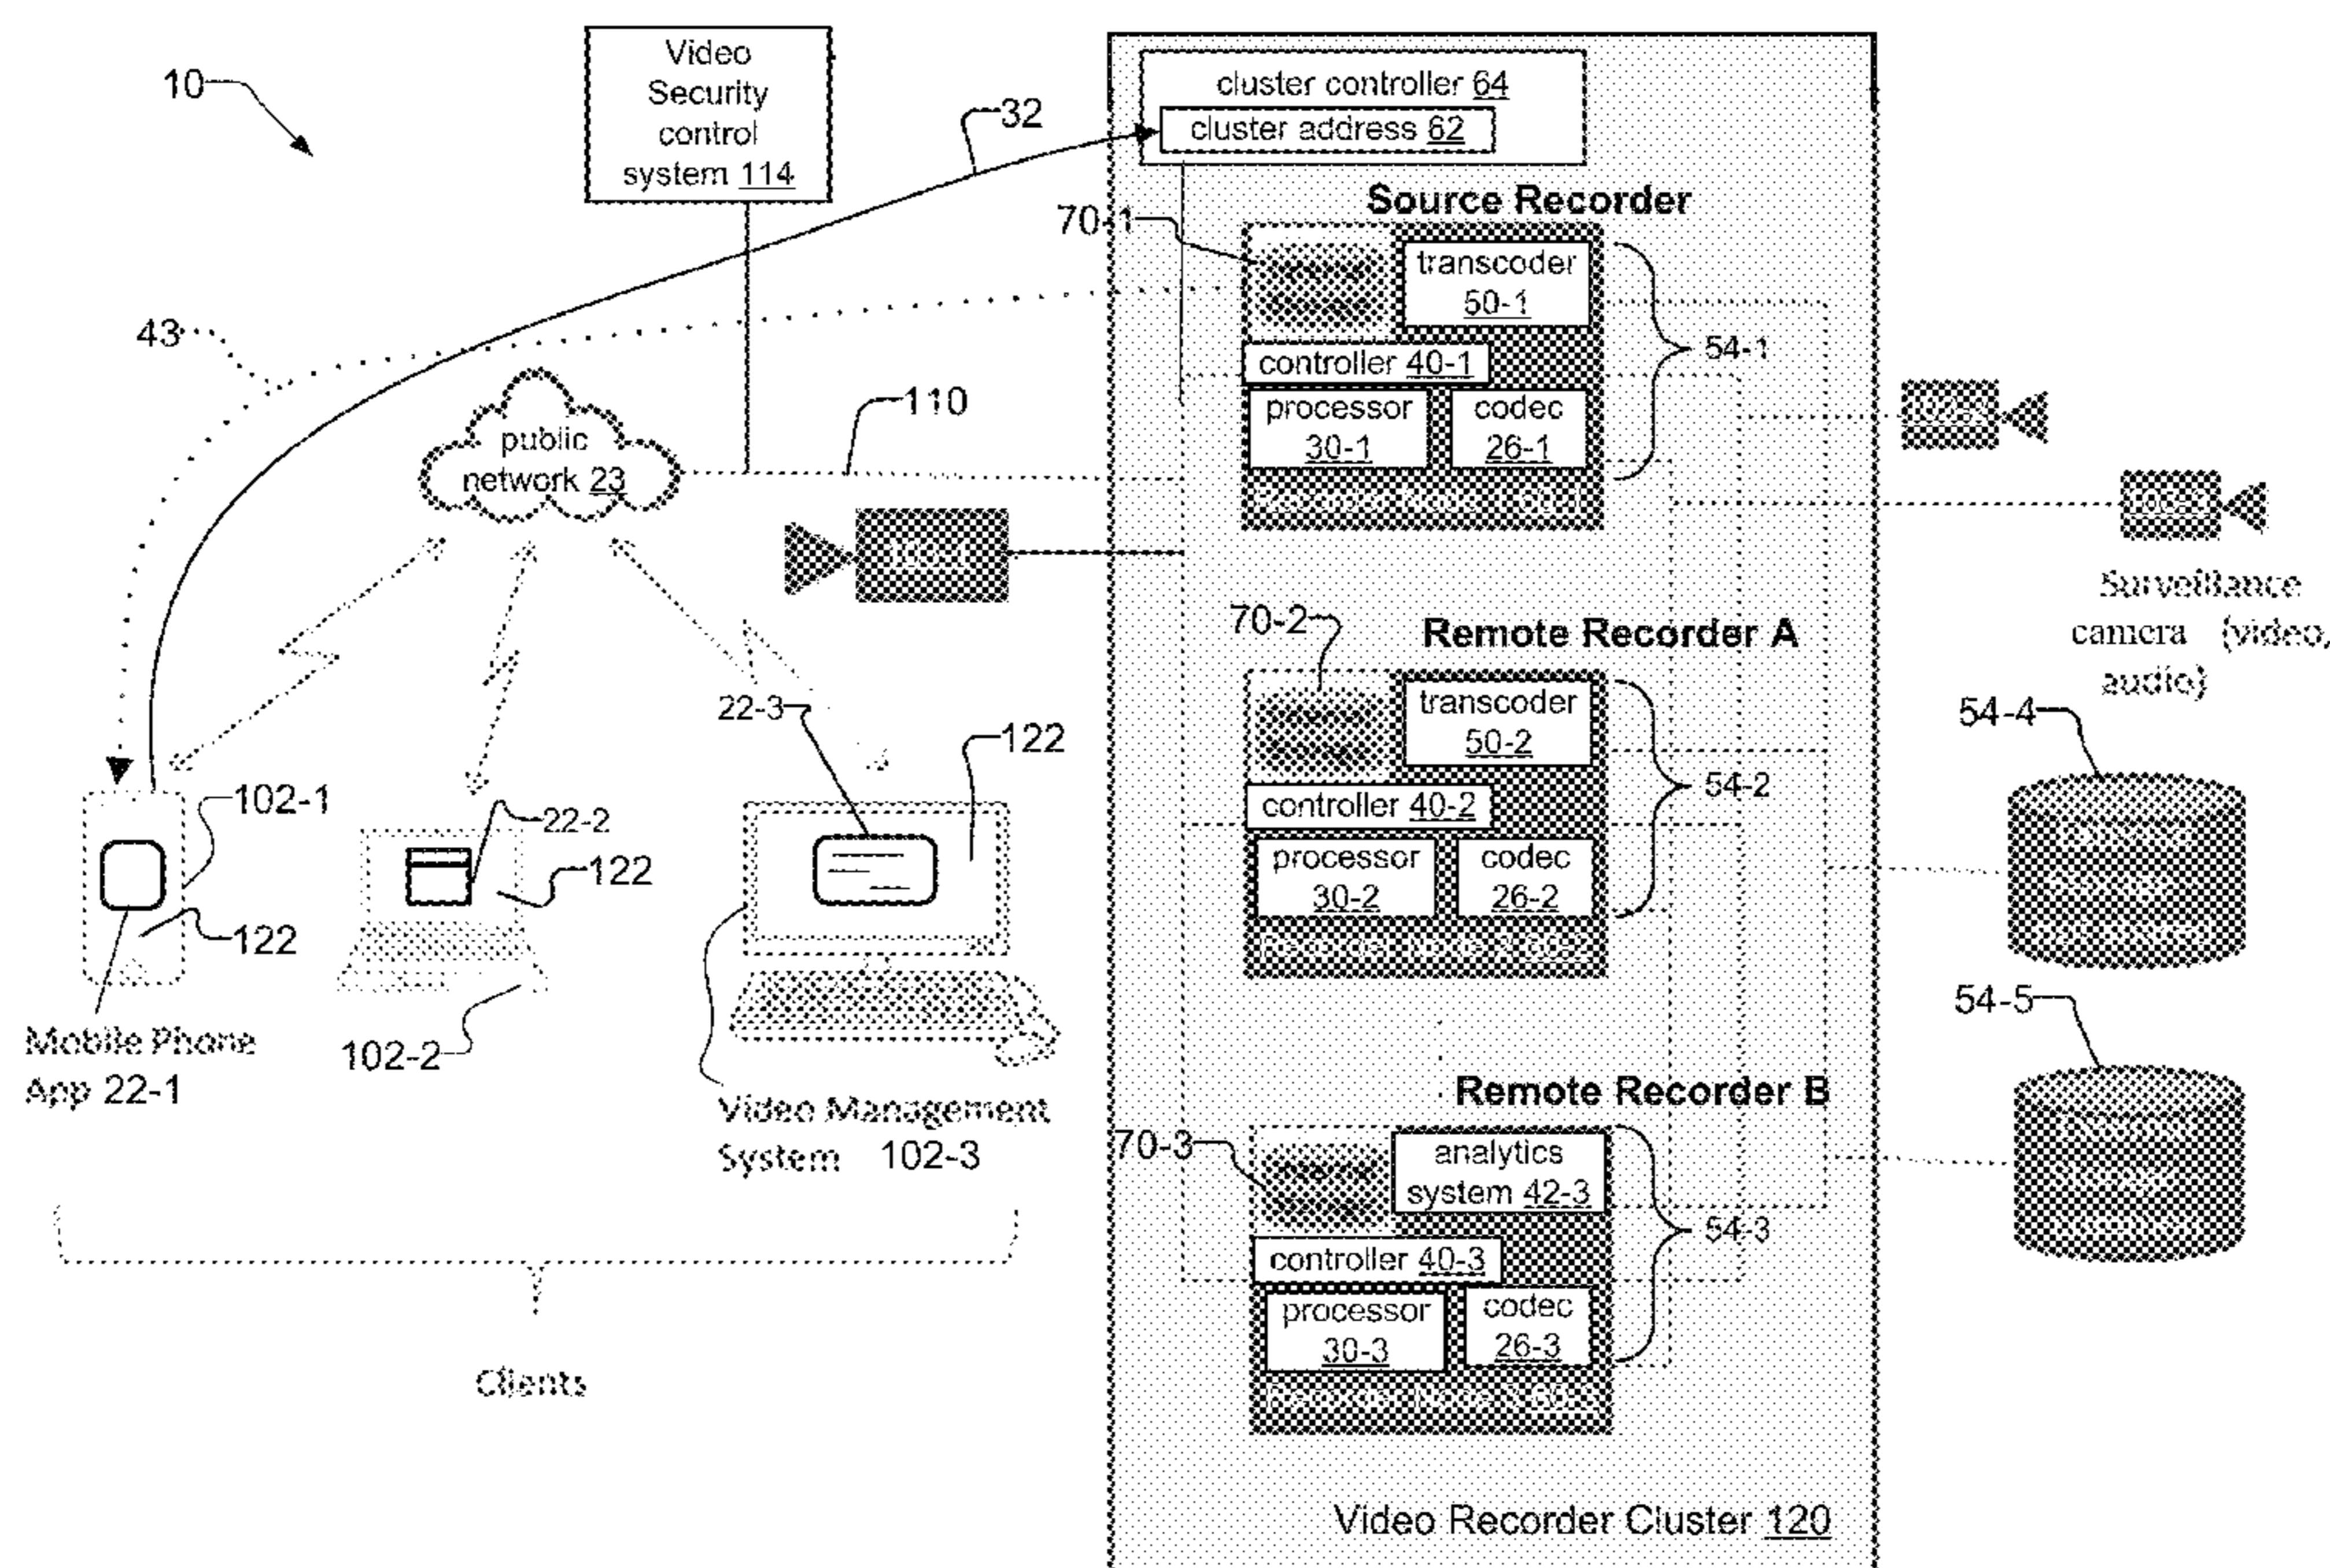 10
Video
Security
control
system 114
32
cluster controller 64
cluster address 62
Source Recorder
70-1
transcoder
50-1
54-1
controller 40-1
processor
30-1
codec
26-1
43
public
network 23
110
Surveillance
camera (video,
audio)
70-2
Remote Recorder A
transcoder
50-2
54-2
controller 40-2
processor
30-2
codec
26-2
22-3
122
102-1
22-2
122
122
Mobile Phone
App 22-1
102-2
Video Management
System 102-3
Clients
54-4
54-5
Remote Recorder B
70-3
analytics
system 42-3
54-3
controller 40-3
processor
30-3
codec
26-3
Video Recorder Cluster 120